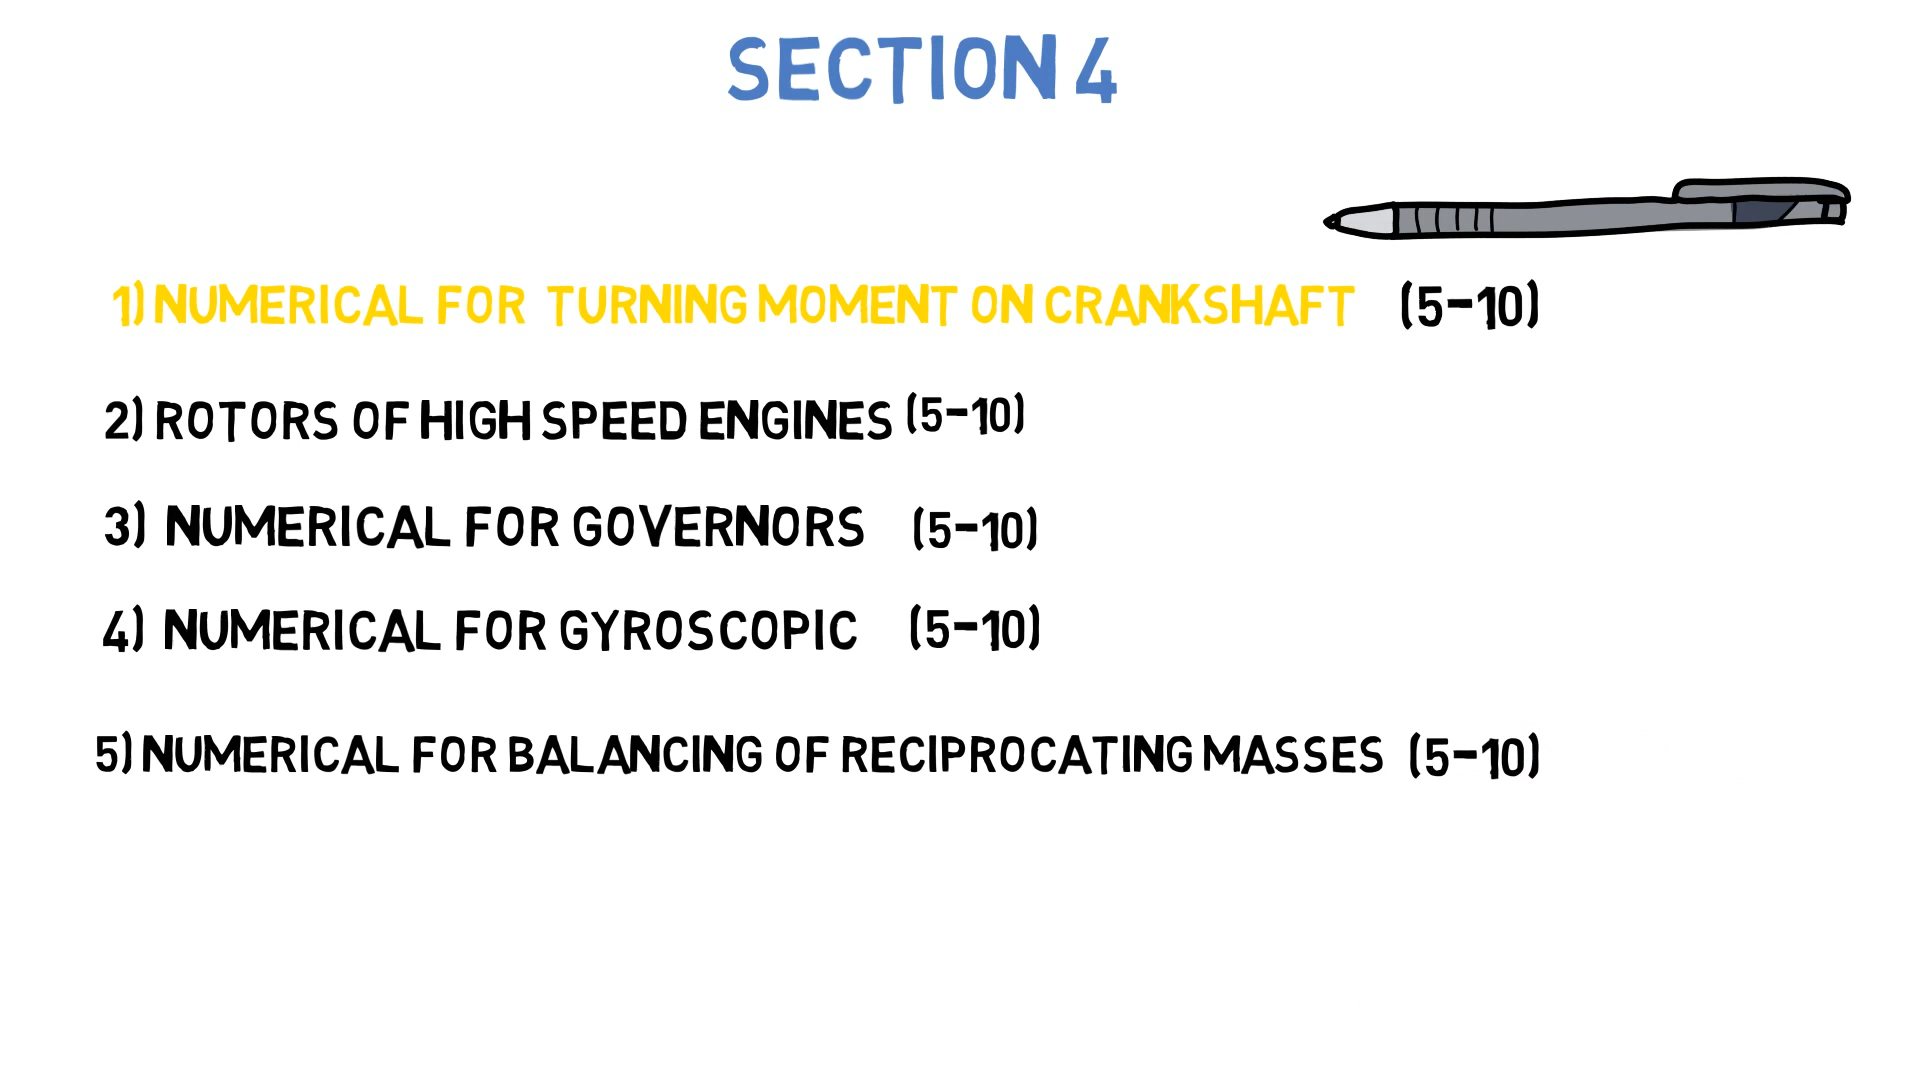 SECTION 4
1) NUMERICAL FOR TURNING MOMENT ON CRANKSHAFT (5-10)
2) ROTORS OF HIGH SPEED ENGINES (5-10)
3) NUMERICAL FOR GOVERNORS (5-10)
4) NUMERICAL FOR GYROSCOPIC (5-10)
5) NUMERICAL FOR BALANCING OF RECIPROCATING MASSES (5-10)